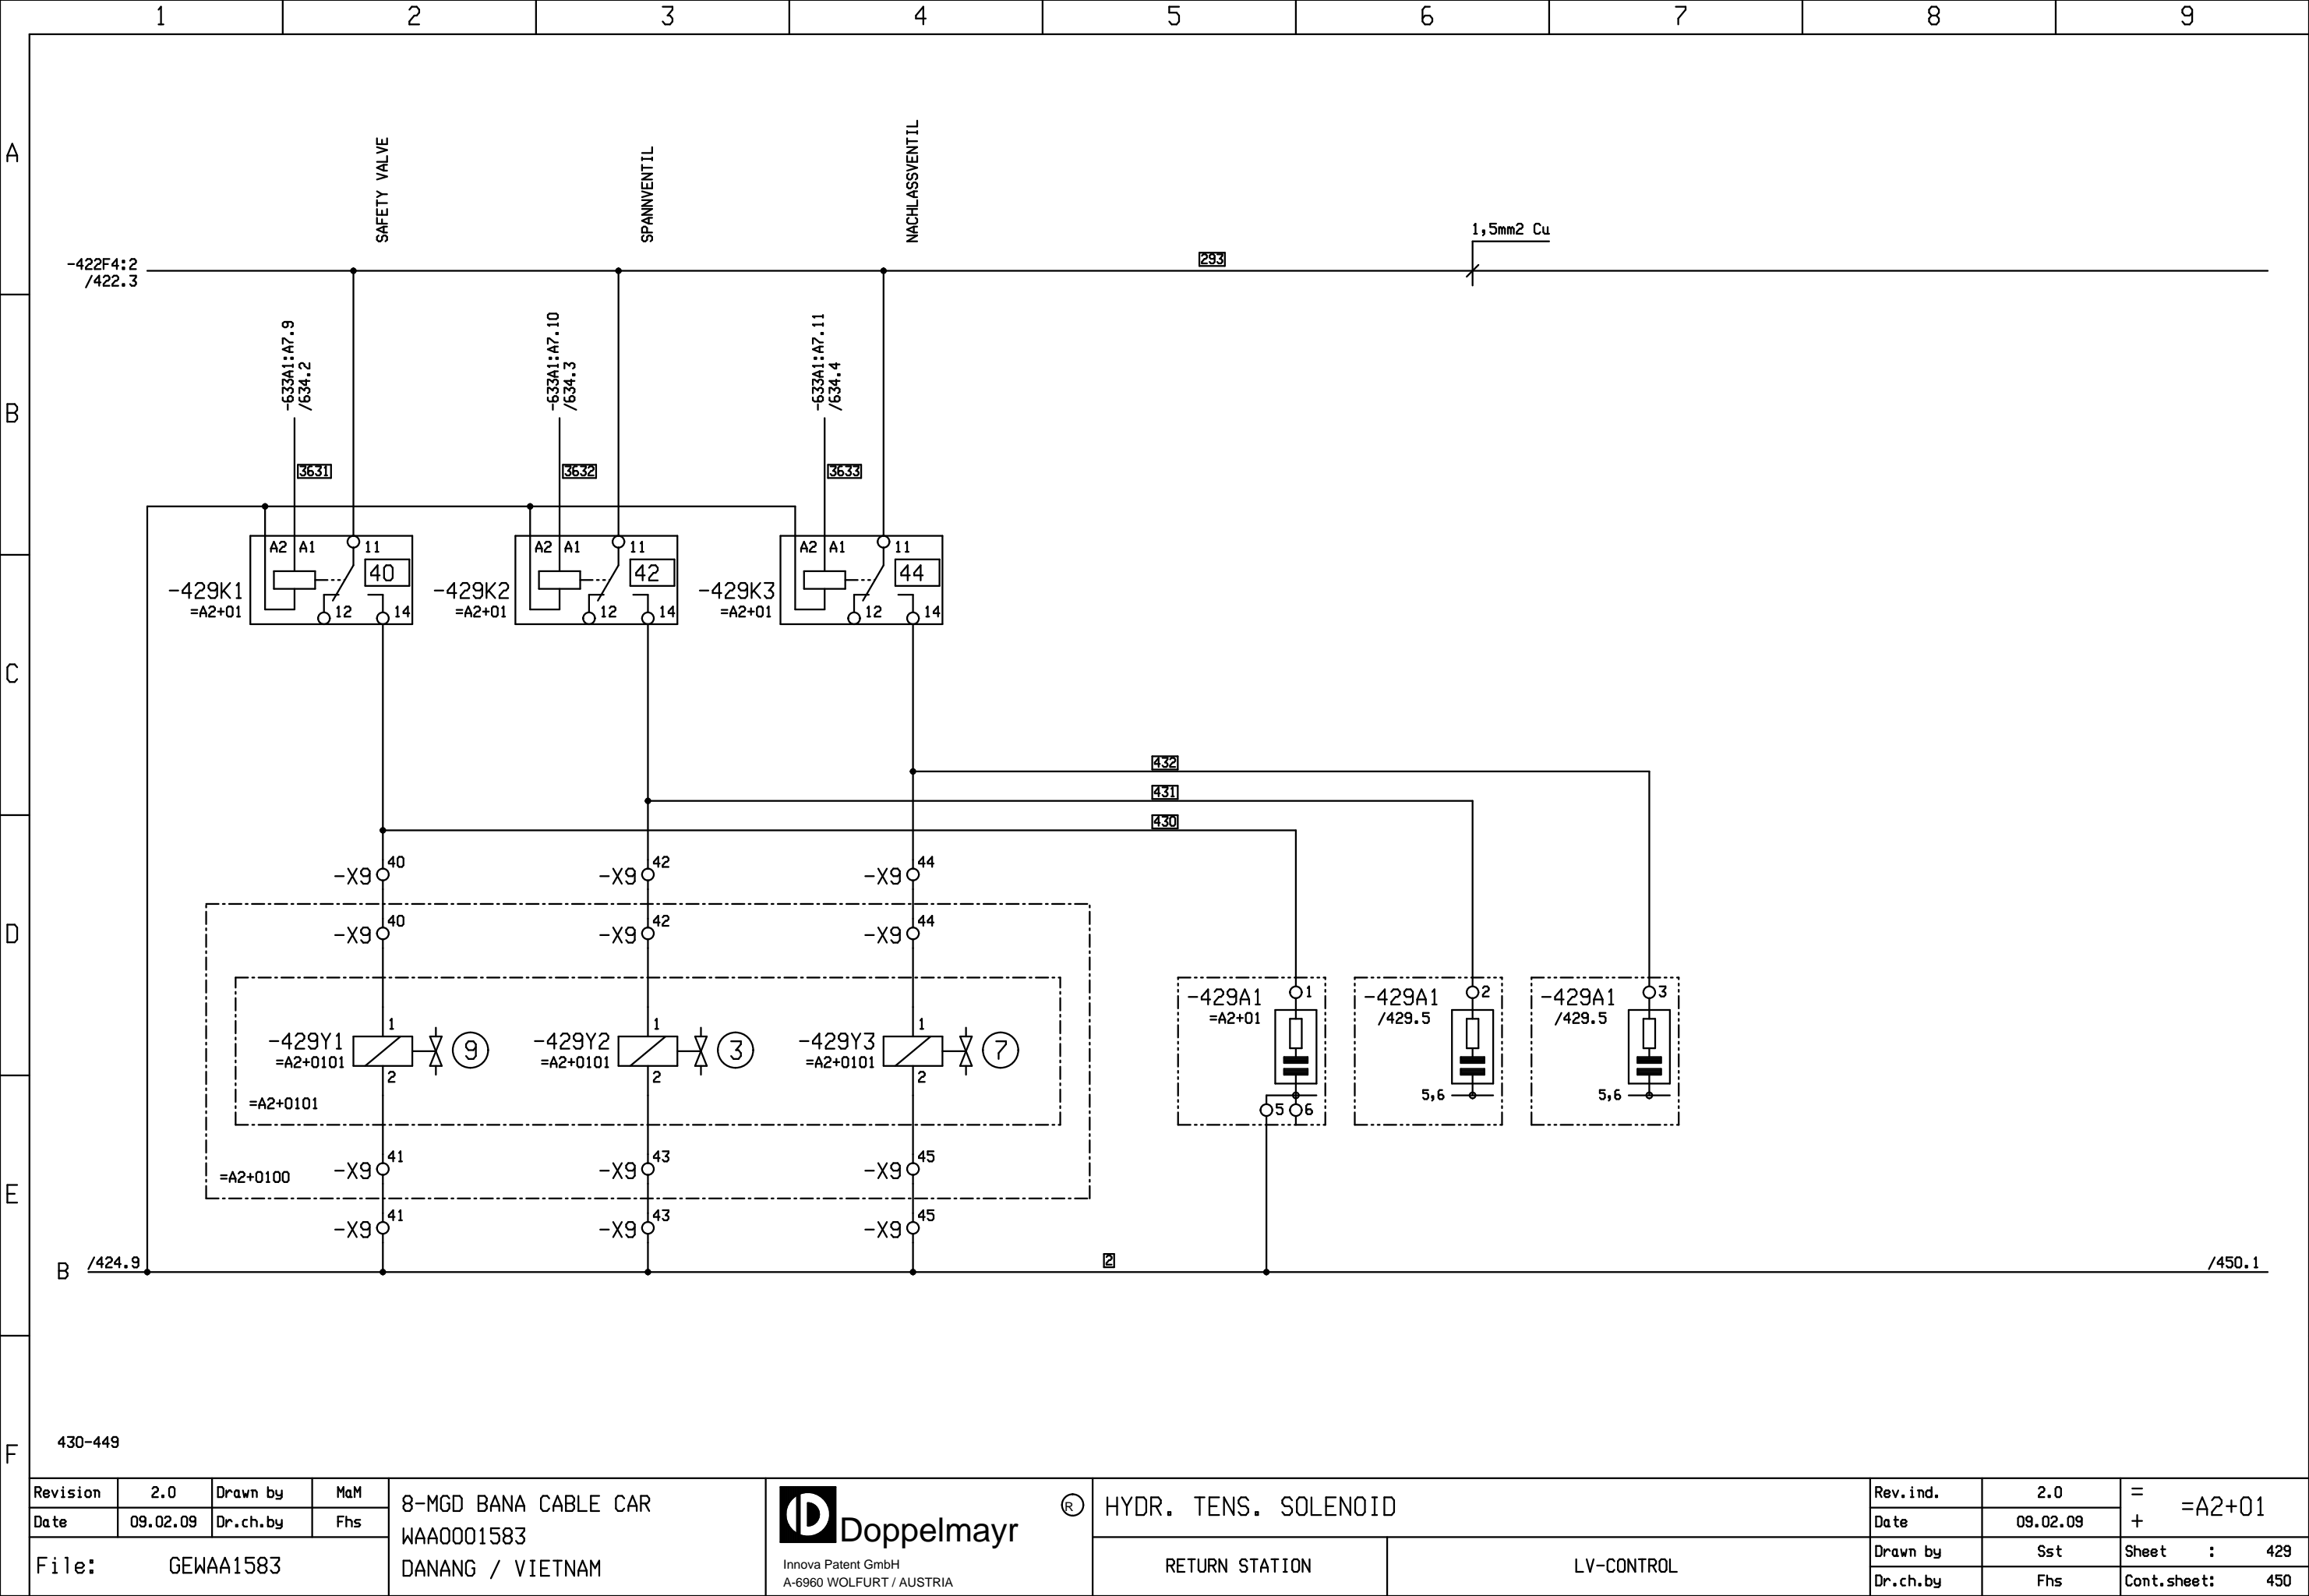 1 2 3 4 5 6 7 8 9
A
B
C
D
E
F
SAFETY VALVE
SPANNVENTIL
NACHLASSVENTIL
-422F4:2
/422.3
293
1,5mm2 Cu
-633A1:A7.9
/634.2
-633A1:A7.10
/634.3
-633A1:A7.11
/634.4
3631 3632 3633
A2 A1 11 A2 A1 11 A2 A1 11
40 42 44
-429K1 -429K2 -429K3
=A2+01 12 14 =A2+01 12 14 =A2+01 12 14
432
431
430
-X9 40 -X9 42 -X9 44
-X9 40 -X9 42 -X9 44
-429A1 1 -429A1 2 -429A1 3
=A2+01 /429.5 /429.5
1 1 1
-429Y1 9 -429Y2 3 -429Y3 7
=A2+0101 =A2+0101 =A2+0101
2 2 2
5,6 5,6
=A2+0101
5 6
-X9 41 -X9 43 -X9 45
=A2+0100
-X9 41 -X9 43 -X9 45
B /424.9 2 /450.1
430-449
Revision 2.0 Drawn by MaM
Date 09.02.09 Dr.ch.by Fhs
File: GEWAA1583
8-MGD BANA CABLE CAR
WAA0001583
DANANG / VIETNAM
Doppelmayr ®
Innova Patent GmbH
A-6960 WOLFURT / AUSTRIA
HYDR. TENS. SOLENOID
RETURN STATION LV-CONTROL
Rev.ind. 2.0
Date 09.02.09
Drawn by Sst
Dr.ch.by Fhs
= =A2+01
+
Sheet : 429
Cont.sheet: 450